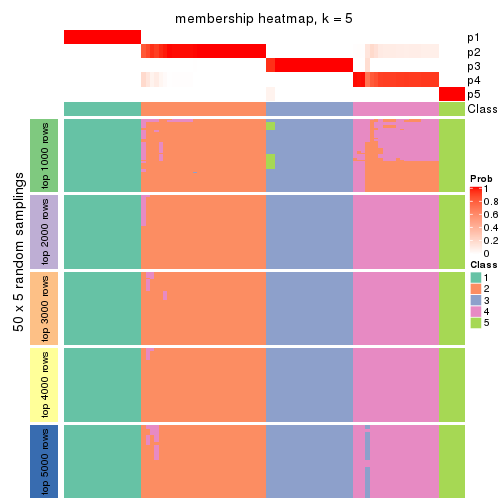 membership heatmap, k = 5
p1
p2
p3
p4
p5
Class
50 x 5 random samplings
top 1000 rows
top 2000 rows
top 3000 rows
top 4000 rows
top 5000 rows
Prob
1
0.8
0.6
0.4
0.2
0
Class
1
2
3
4
5